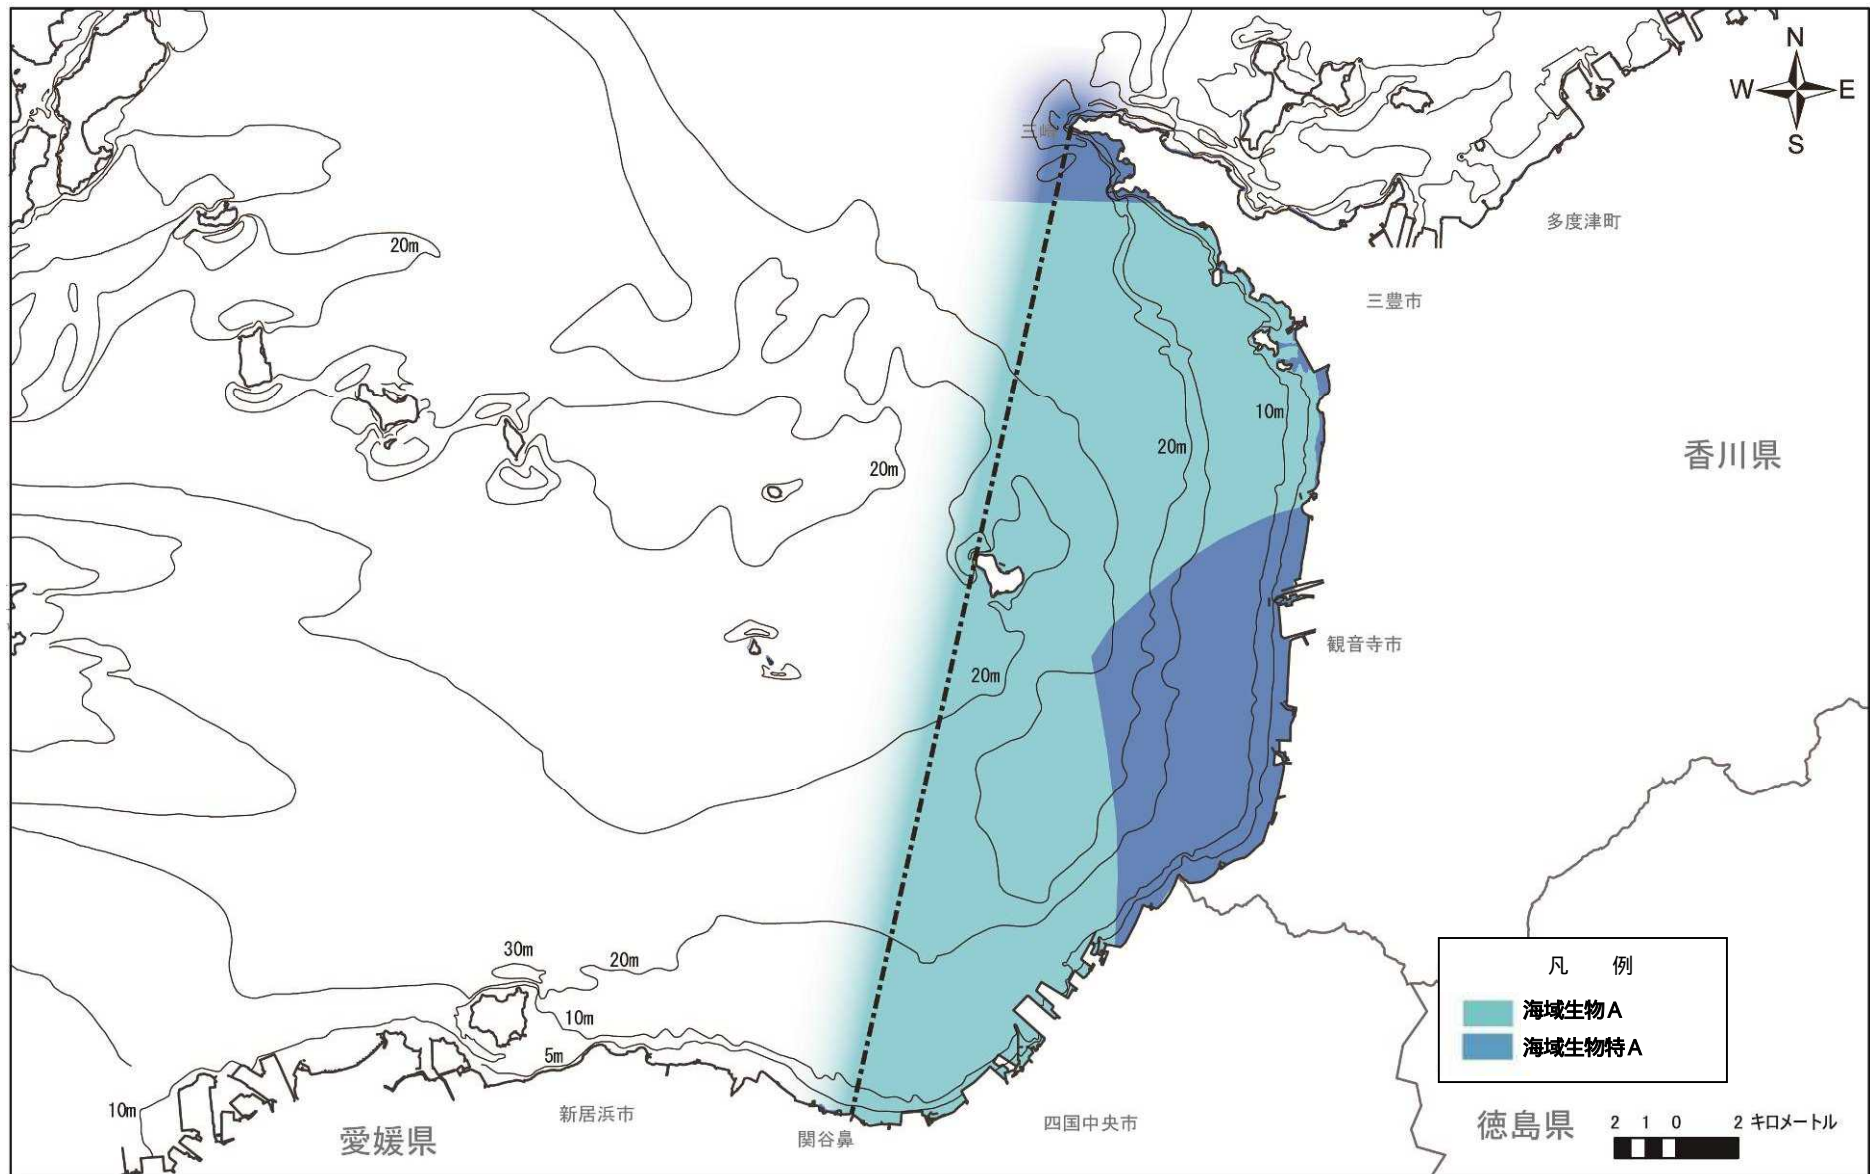 N
W E
S
三崎
多度津町
20m
三豊市
10m
20m
香川県
20m
観音寺市
20m
30m
20m
凡 例
海域生物A
10m
海域生物特A
5m
10m
新居浜市
四国中央市
徳島県
2 1 0 2 キロメートル
愛媛県
関谷鼻